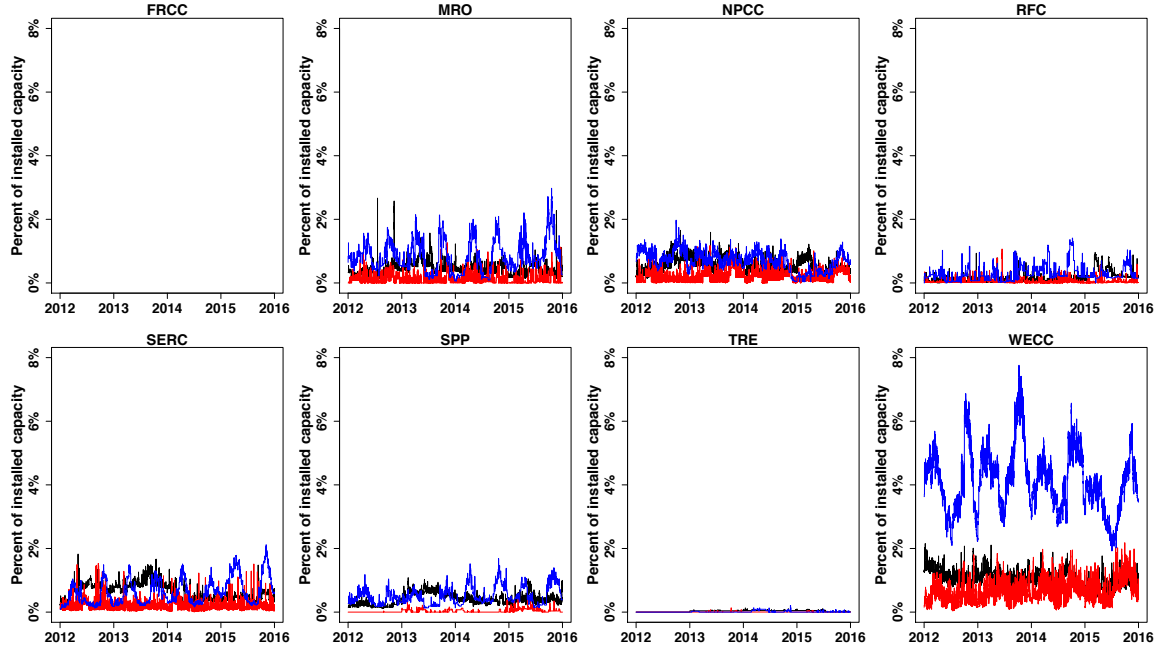 FRCC MRO NPCC RFC
8% 8% 8% 8%
6% 6% 6% 6%
4% 4% 4% 4%
2% 2% 2% 2%
0% 0% 0% 0%
Percent of installed capacity Percent of installed capacity Percent of installed capacity Percent of installed capacity
2012 2013 2014 2015 2016 2012 2013 2014 2015 2016 2012 2013 2014 2015 2016 2012 2013 2014 2015 2016
SERC SPP TRE WECC
8% 8% 8% 8%
6% 6% 6% 6%
4% 4% 4% 4%
2% 2% 2% 2%
0% 0% 0% 0%
Percent of installed capacity Percent of installed capacity Percent of installed capacity Percent of installed capacity
2012 2013 2014 2015 2016 2012 2013 2014 2015 2016 2012 2013 2014 2015 2016 2012 2013 2014 2015 2016